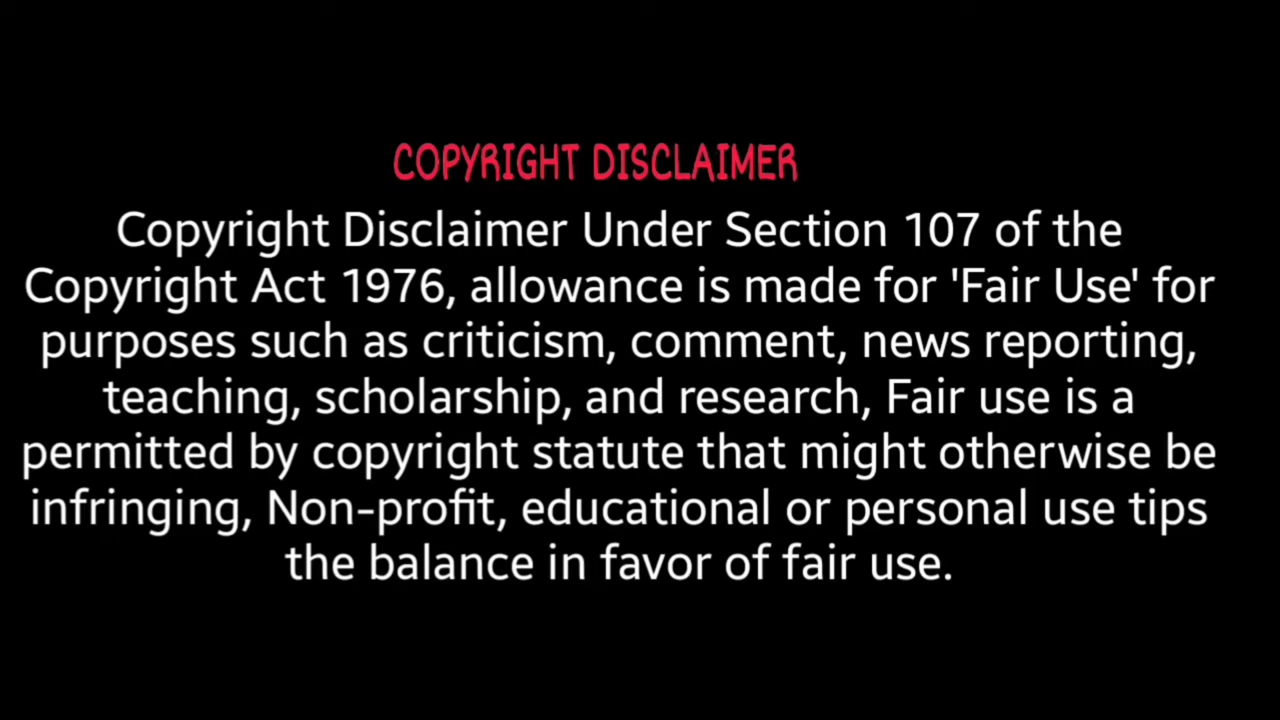 COPYRIGHT DISCLAIMER
Copyright Disclaimer Under Section 107 of the
Copyright Act 1976, allowance is made for 'Fair Use' for
purposes such as criticism, comment, news reporting,
teaching, scholarship, and research, Fair use is a
permitted by copyright statute that might otherwise be
infringing, Non-profit, educational or personal use tips
the balance in favor of fair use.